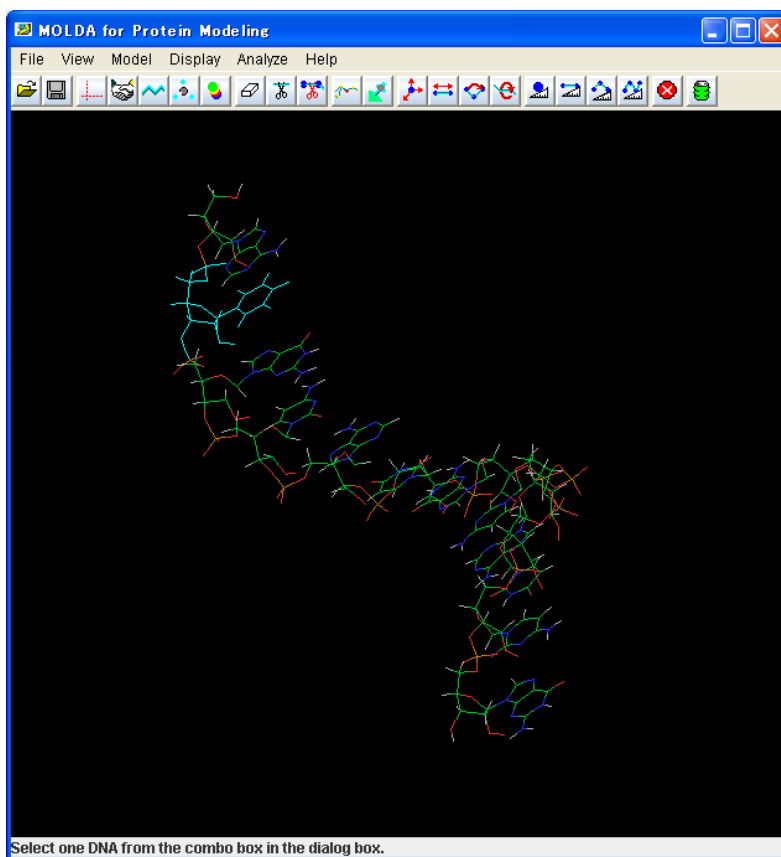 MOLDA for Protein Modeling
File View Model Display Analyze Help
Select one DNA from the combo box in the dialog box.